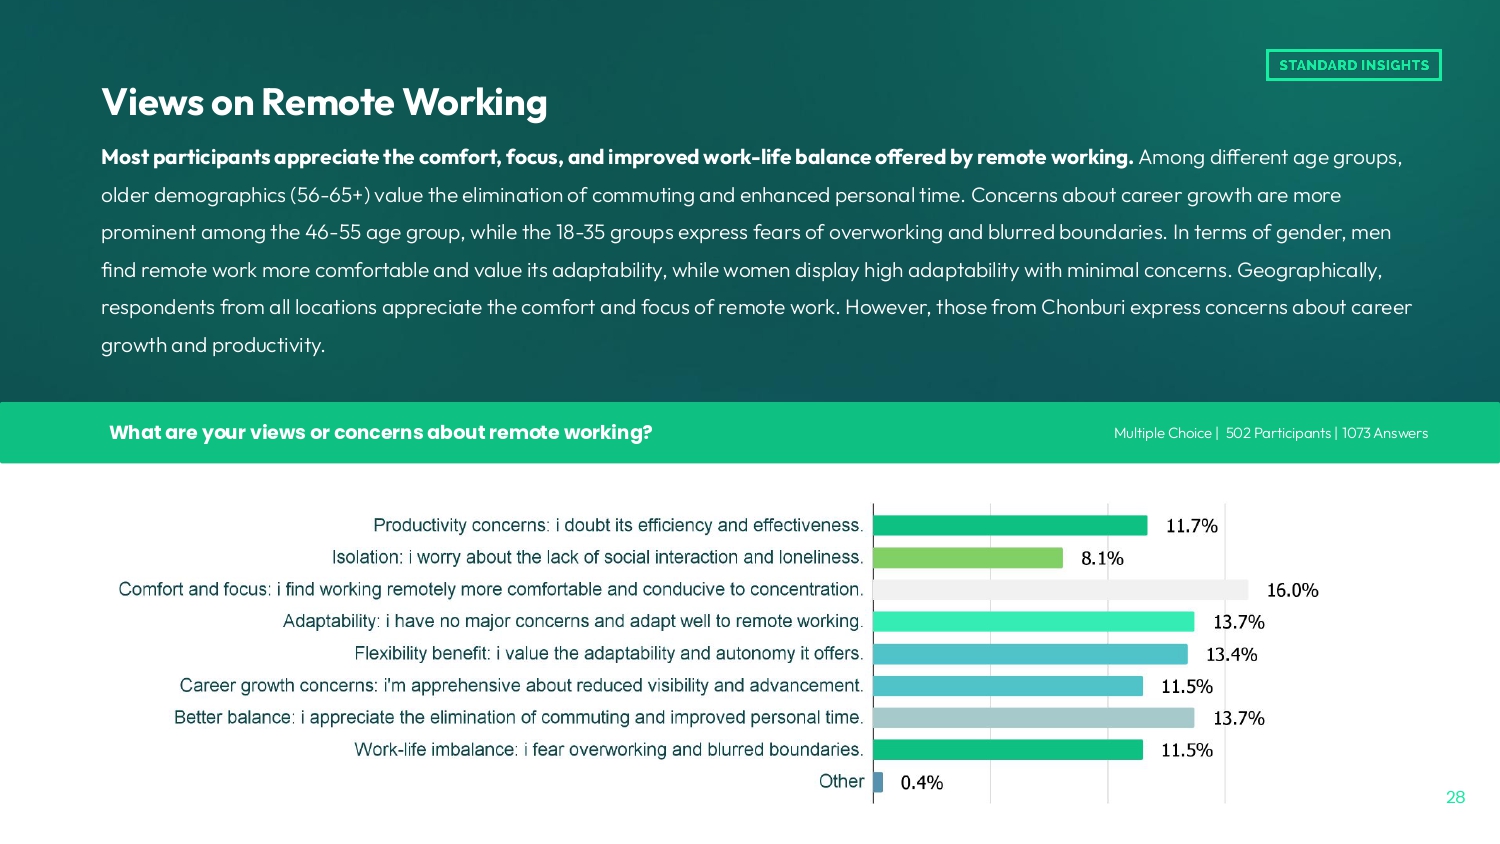 STANDARD INSIGHTS
Views on Remote Working
Most participants appreciate the comfort, focus, and improved work-life balance offered by remote working. Among different age groups,
older demographics (56-65+) value the elimination of commuting and enhanced personal time. Concerns about career growth are more
prominent among the 46-55 age group, while the 18-35 groups express fears of overworking and blurred boundaries. In terms of gender, men
find remote work more comfortable and value its adaptability, while women display high adaptability with minimal concerns. Geographically,
respondents from all locations appreciate the comfort and focus of remote work. However, those from Chonburi express concerns about career
growth and productivity.
What are your views or concerns about remote working?
Multiple Choice | 502 Participants | 1073 Answers
Productivity concerns: i doubt its efficiency and effectiveness. 11.7%
Isolation: i worry about the lack of social interaction and loneliness. 8.1%
Comfort and focus: i find working remotely more comfortable and conducive to concentration. 16.0%
Adaptability: i have no major concerns and adapt well to remote working. 13.7%
Flexibility benefit: i value the adaptability and autonomy it offers. 13.4%
Career growth concerns: i'm apprehensive about reduced visibility and advancement. 11.5%
Better balance: i appreciate the elimination of commuting and improved personal time. 13.7%
Work-life imbalance: i fear overworking and blurred boundaries. 11.5%
Other 0.4%
28